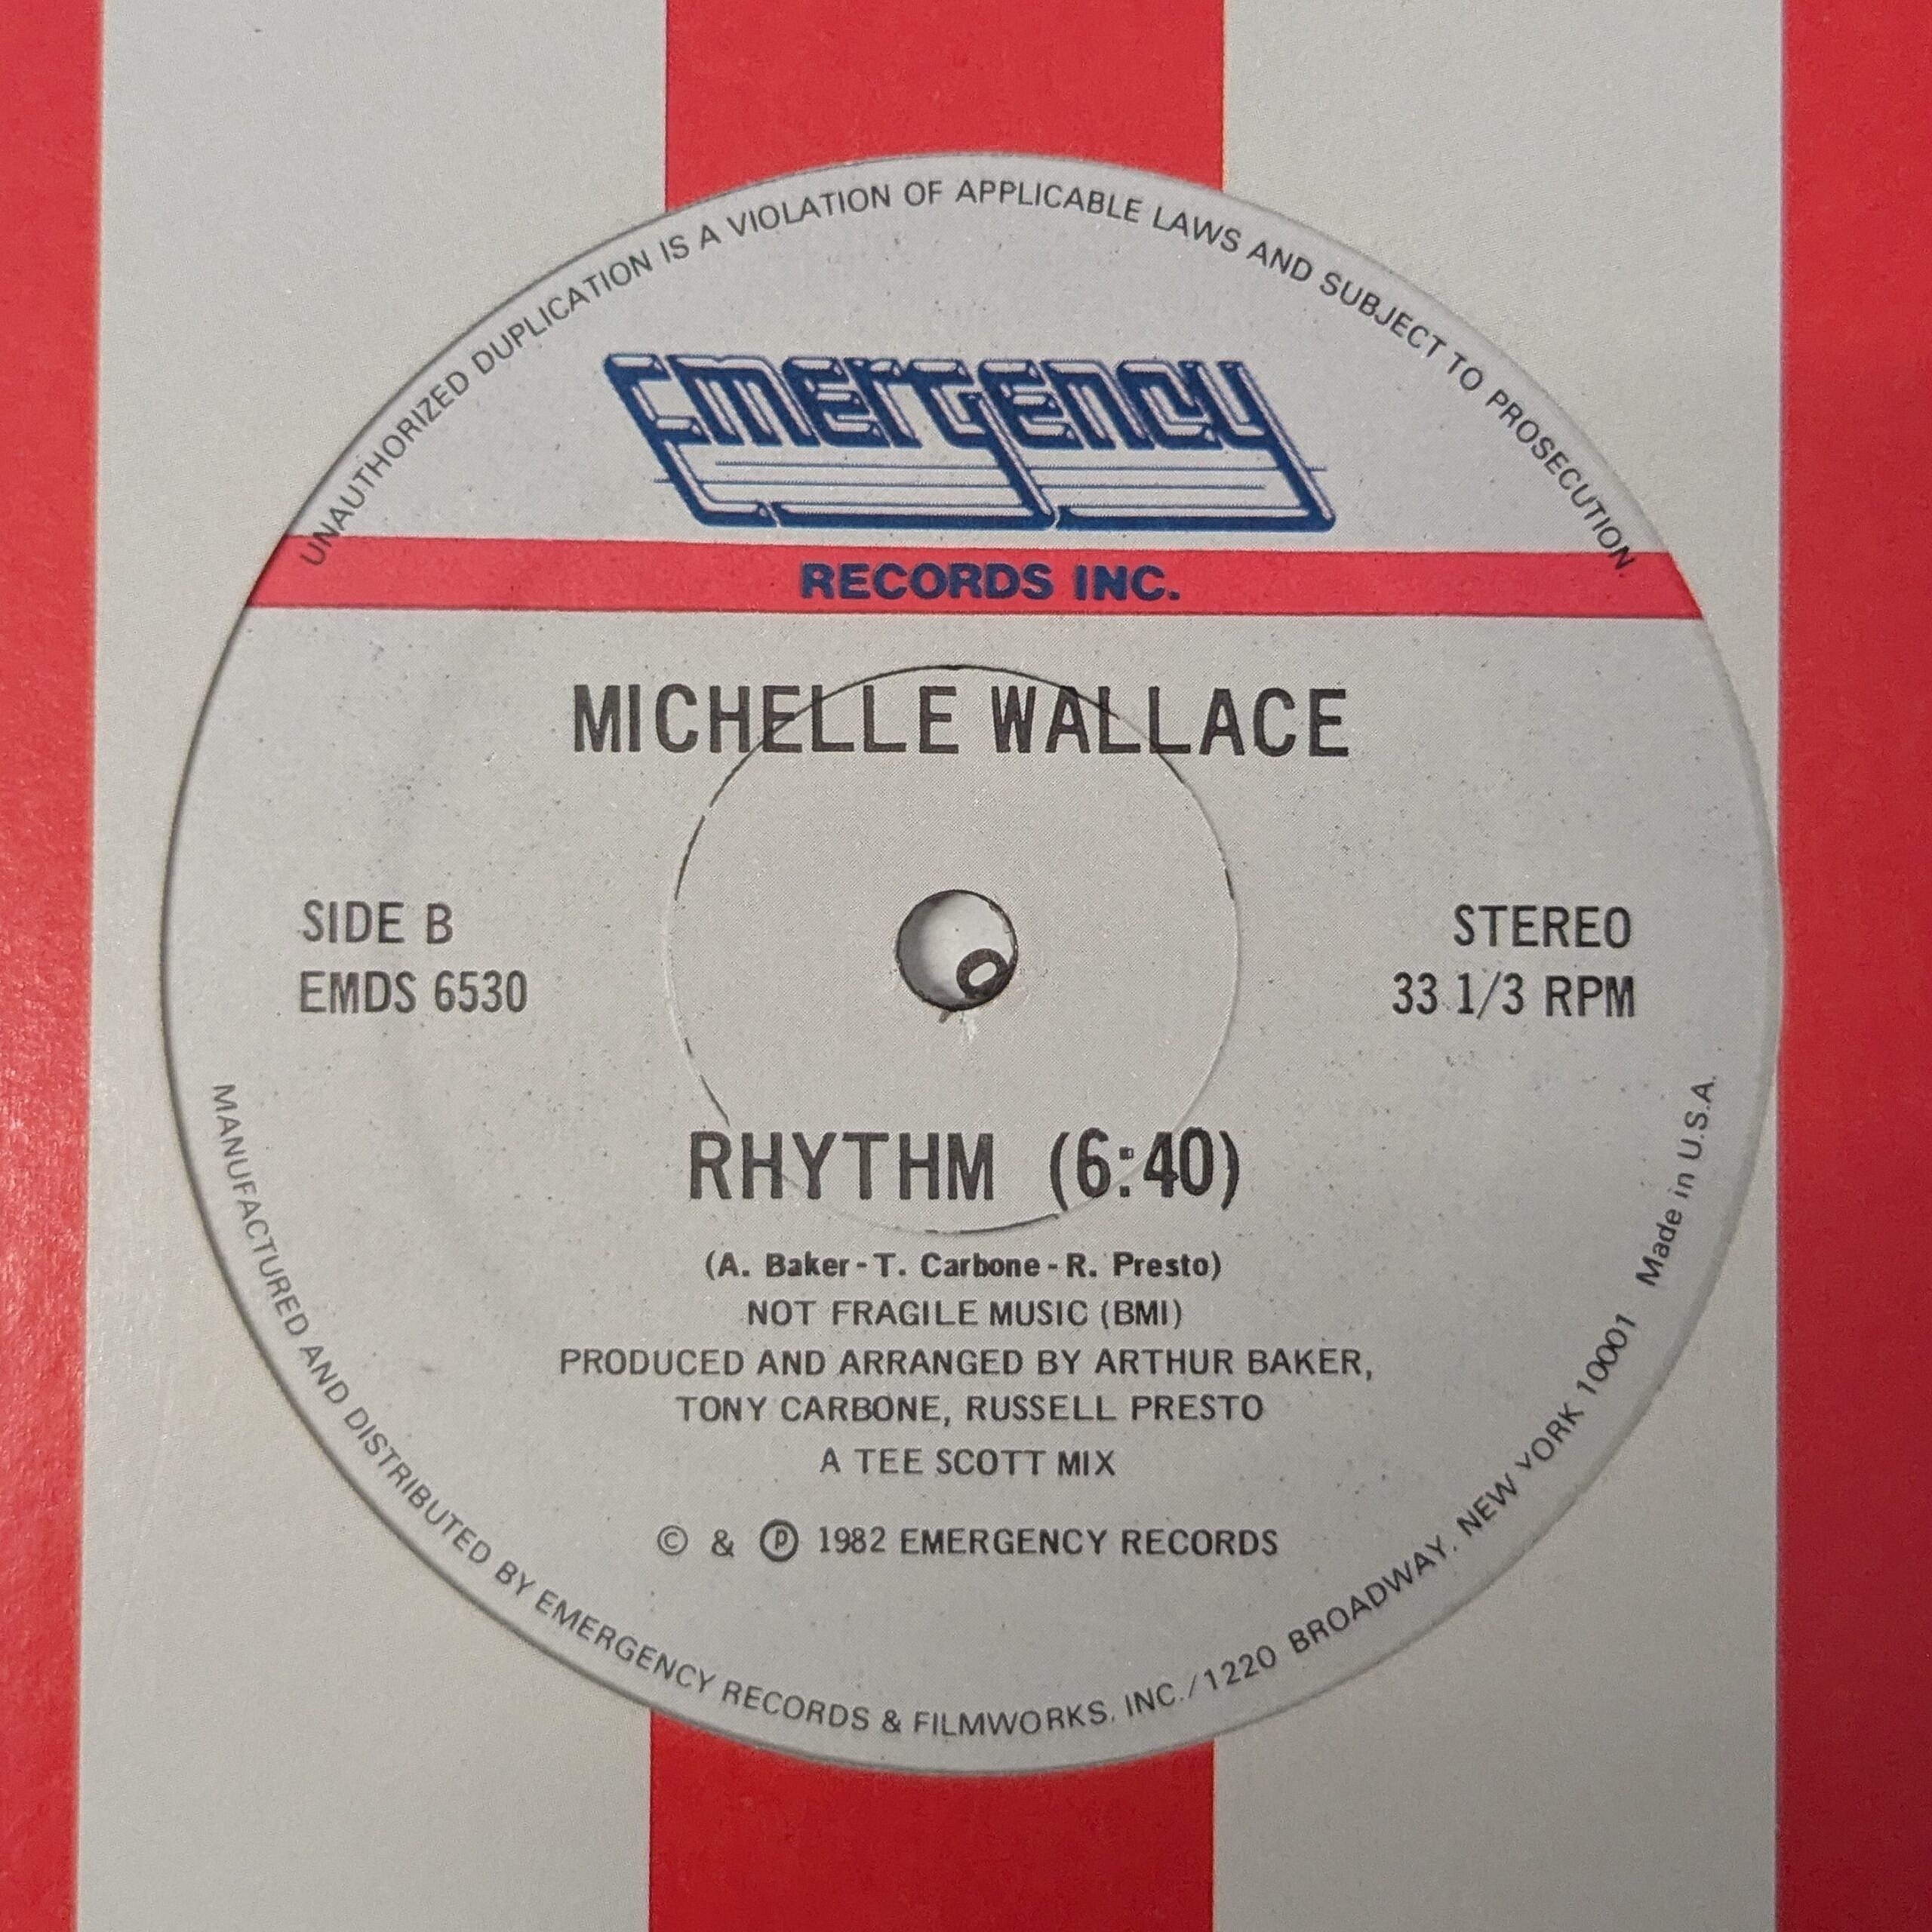 UNAUTHORIZED DUPLICATION IS A VIOLATION OF APPLICABLE LAWS AND SUBJECT TO PROSECUTION
Emergency
RECORDS INC.
MICHELLE WALLACE
SIDE B
EMDS 6530
STEREO
33 1/3 RPM
RHYTHM (6:40)
(A. Baker - T. Carbone - R. Presto)
NOT FRAGILE MUSIC (BMI)
PRODUCED AND ARRANGED BY ARTHUR BAKER,
TONY CARBONE, RUSSELL PRESTO
A TEE SCOTT MIX
© & ℗ 1982 EMERGENCY RECORDS
MANUFACTURED AND DISTRIBUTED BY EMERGENCY RECORDS & FILMWORKS, INC./1220 BROADWAY, NEW YORK 10001 Made in U.S.A.